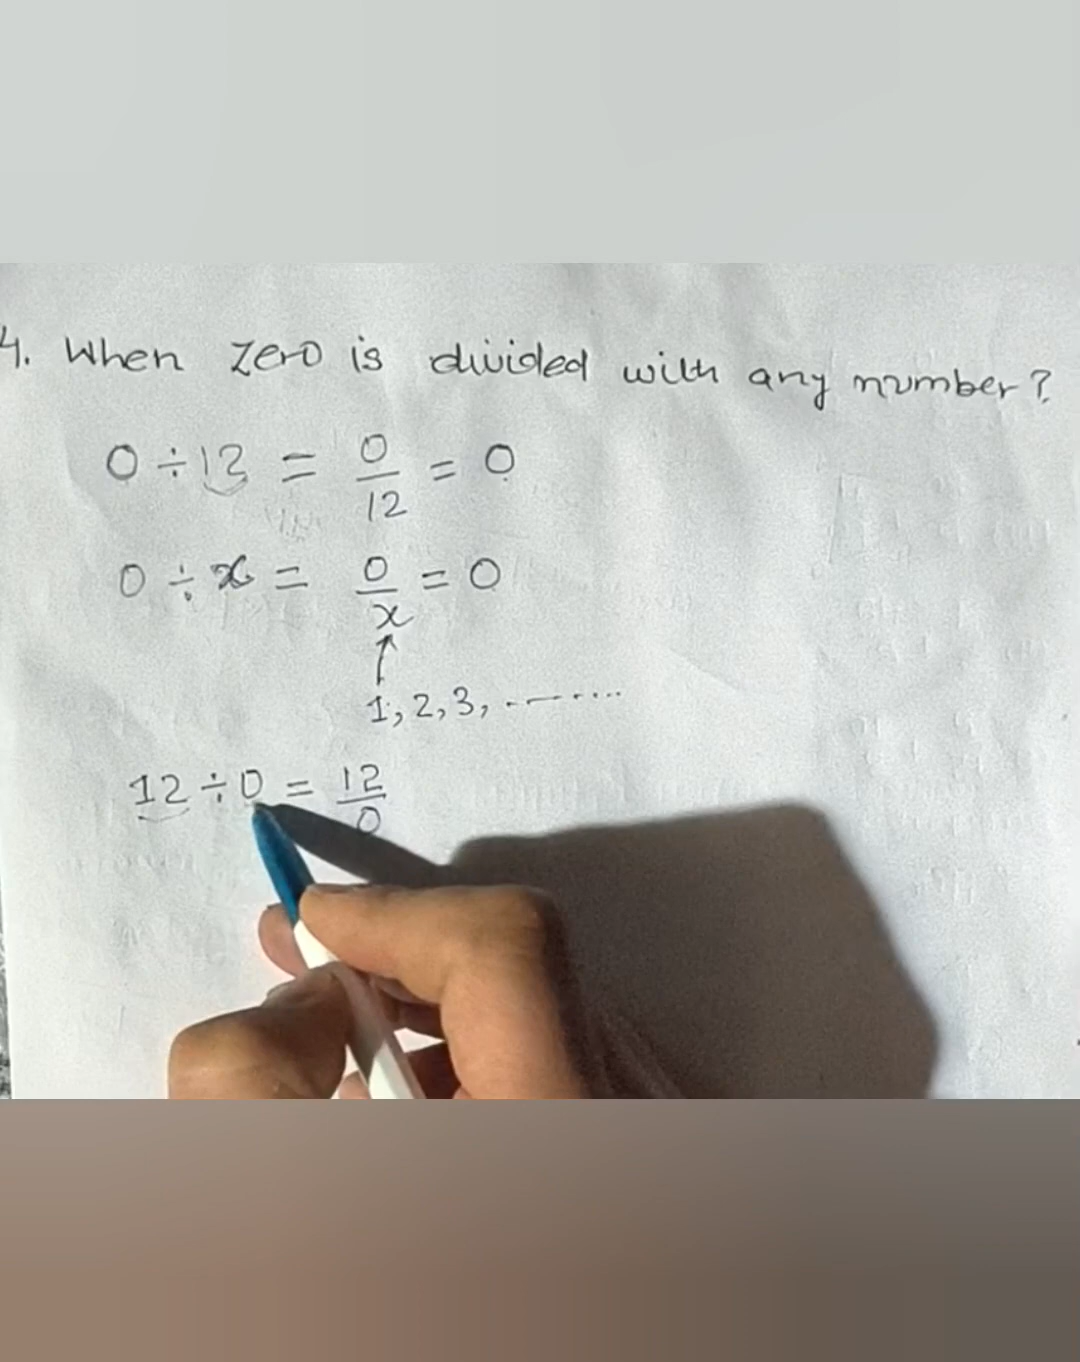 4. When zero is divided with any number?
0 ÷ 12 = 0/12 = 0
0 ÷ x = 0/x = 0
↑
1, 2, 3, ........
12 ÷ 0 = 12/0